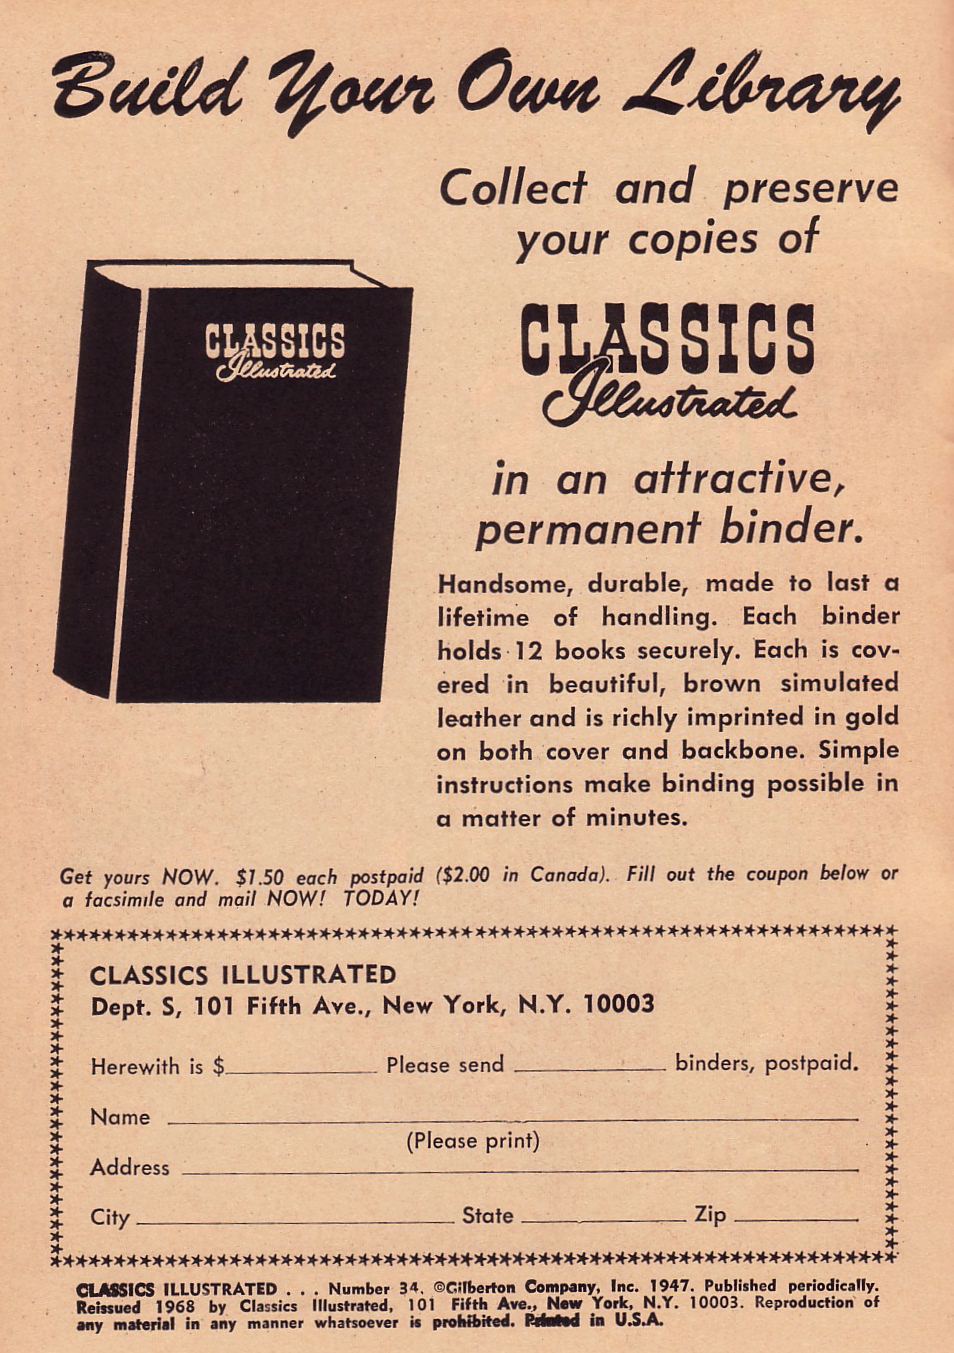 Build Your Own Library
Collect and preserve
your copies of
CLASSICS
Illustrated
CLASSICS
Illustrated
in an attractive,
permanent binder.
Handsome, durable, made to last a
lifetime of handling. Each binder
holds 12 books securely. Each is cov-
ered in beautiful, brown simulated
leather and is richly imprinted in gold
on both cover and backbone. Simple
instructions make binding possible in
a matter of minutes.
Get yours NOW. $1.50 each postpaid ($2.00 in Canada). Fill out the coupon below or
a facsimile and mail NOW! TODAY!
CLASSICS ILLUSTRATED
Dept. S, 101 Fifth Ave., New York, N.Y. 10003
Herewith is $ Please send binders, postpaid.
Name
(Please print)
Address
City State Zip
CLASSICS ILLUSTRATED . . . Number 34. ©Gilberton Company, Inc. 1947. Published periodically.
Reissued 1968 by Classics Illustrated, 101 Fifth Ave., New York, N.Y. 10003. Reproduction of
any material in any manner whatsoever is prohibited. Printed in U.S.A.